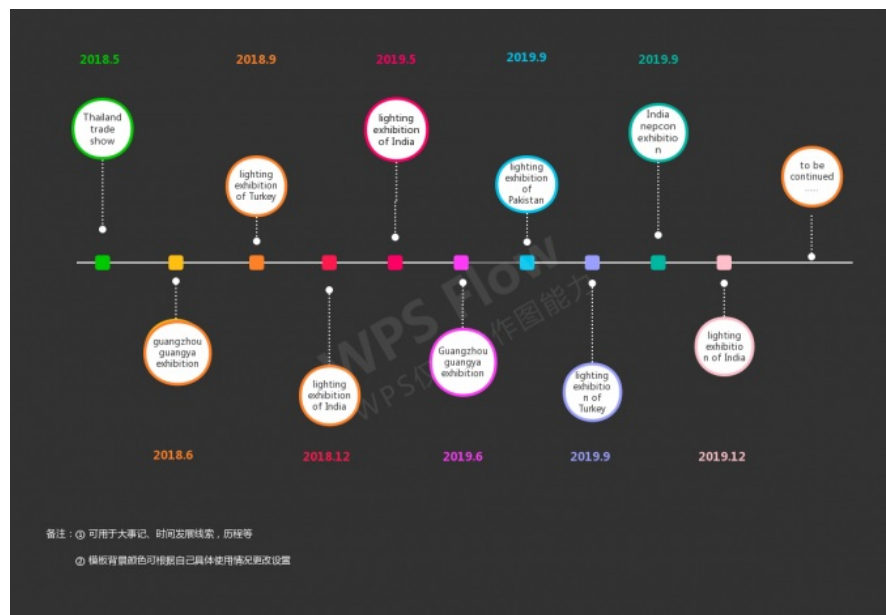 2018.5
2018.9
2019.5
2019.9
2019.9
Thailand
trade
show
lighting
exhibition
of Turkey
lighting
exhibition
of India
lighting
exhibition
of
Pakistan
India
nepcon
exhibitio
n
to be
continued
.....
guangzhou
guangya
exhibition
lighting
exhibition
of India
Guangzhou
guangya
exhibition
lighting
exhibitio
n of
Turkey
lighting
exhibitio
n of India
2018.6
2018.12
2019.6
2019.9
2019.12
WPS Flow
备注：① 可用于大事记、时间发展线索，历程等
② 模板背景颜色可根据自己具体使用情况更改设置